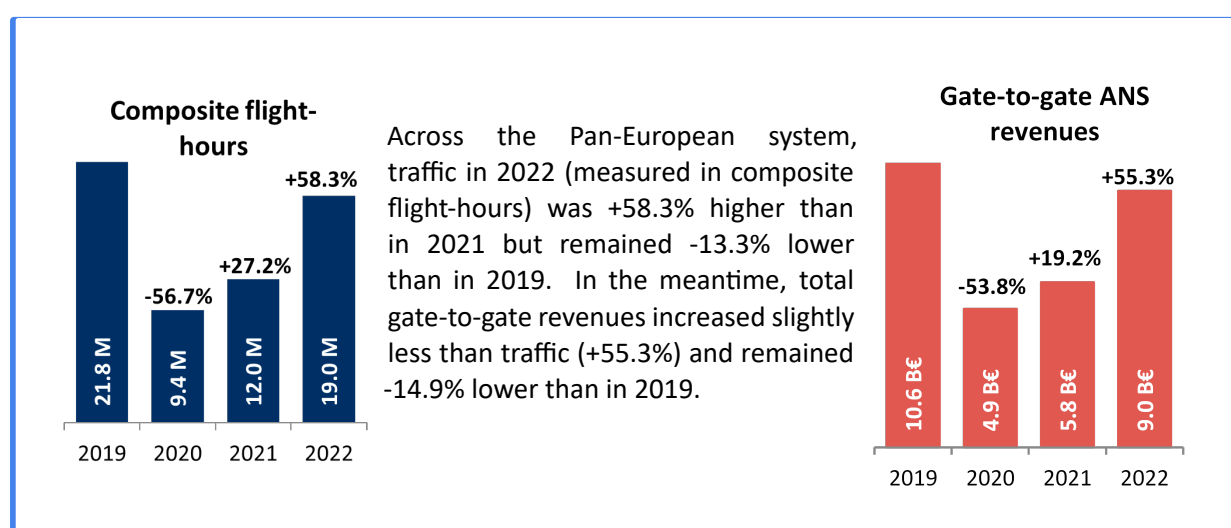 Composite flight-
hours
+58.3%
+27.2%
-56.7%
21.8 M
9.4 M
12.0 M
19.0 M
2019 2020 2021 2022
Across the Pan-European system,
traffic in 2022 (measured in composite
flight-hours) was +58.3% higher than
in 2021 but remained -13.3% lower
than in 2019. In the meantime, total
gate-to-gate revenues increased slightly
less than traffic (+55.3%) and remained
-14.9% lower than in 2019.
Gate-to-gate ANS
revenues
+55.3%
+19.2%
-53.8%
10.6 B€
4.9 B€
5.8 B€
9.0 B€
2019 2020 2021 2022